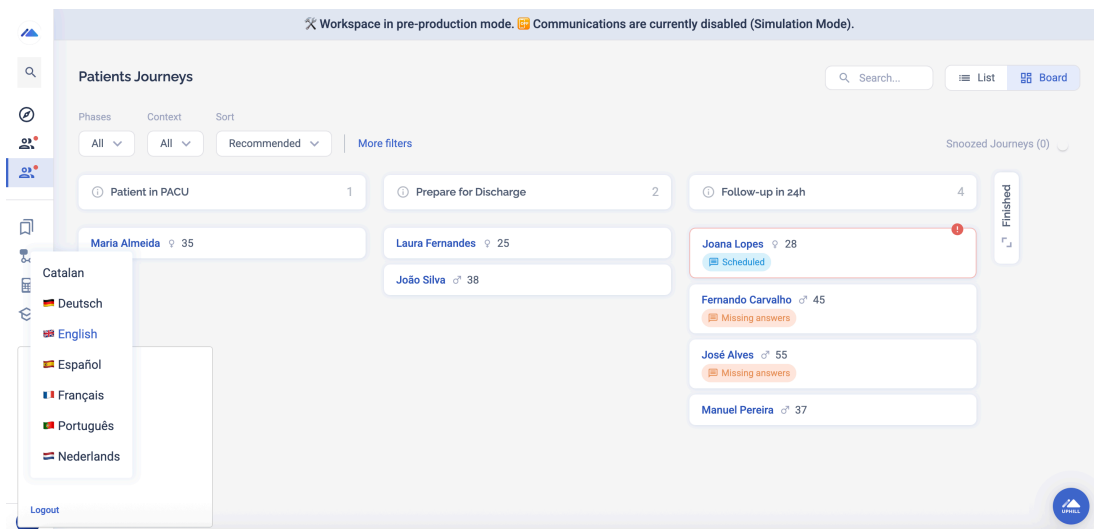 🛠 Workspace in pre-production mode. Communications are currently disabled (Simulation Mode).
Patients Journeys
Search...
List
Board
Phases
Context
Sort
All
All
Recommended
More filters
Snoozed Journeys (0)
Patient in PACU 1
Prepare for Discharge 2
Follow-up in 24h 4
Finished
Maria Almeida ♀ 35
Laura Fernandes ♀ 25
João Silva ♂ 38
Joana Lopes ♀ 28
Scheduled
Fernando Carvalho ♂ 45
Missing answers
José Alves ♂ 55
Missing answers
Manuel Pereira ♂ 37
Catalan
Deutsch
English
Español
Français
Português
Nederlands
Logout
UPHILL